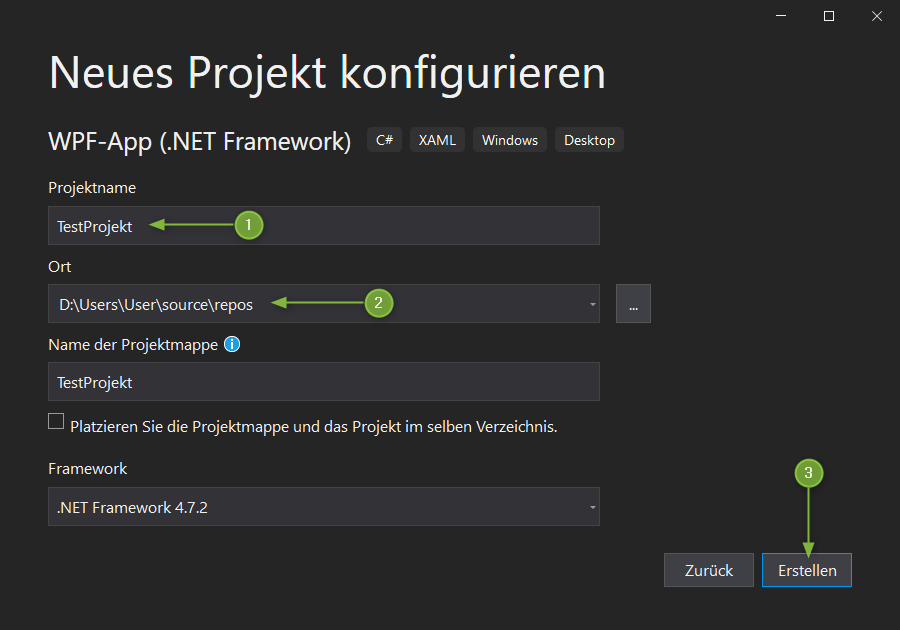 Neues Projekt konfigurieren
WPF-App (.NET Framework) C# XAML Windows Desktop
Projektname
TestProjekt 1
Ort
D:\Users\User\source\repos 2 ...
Name der Projektmappe i
TestProjekt
Platzieren Sie die Projektmappe und das Projekt im selben Verzeichnis.
Framework
3
.NET Framework 4.7.2
Zurück Erstellen